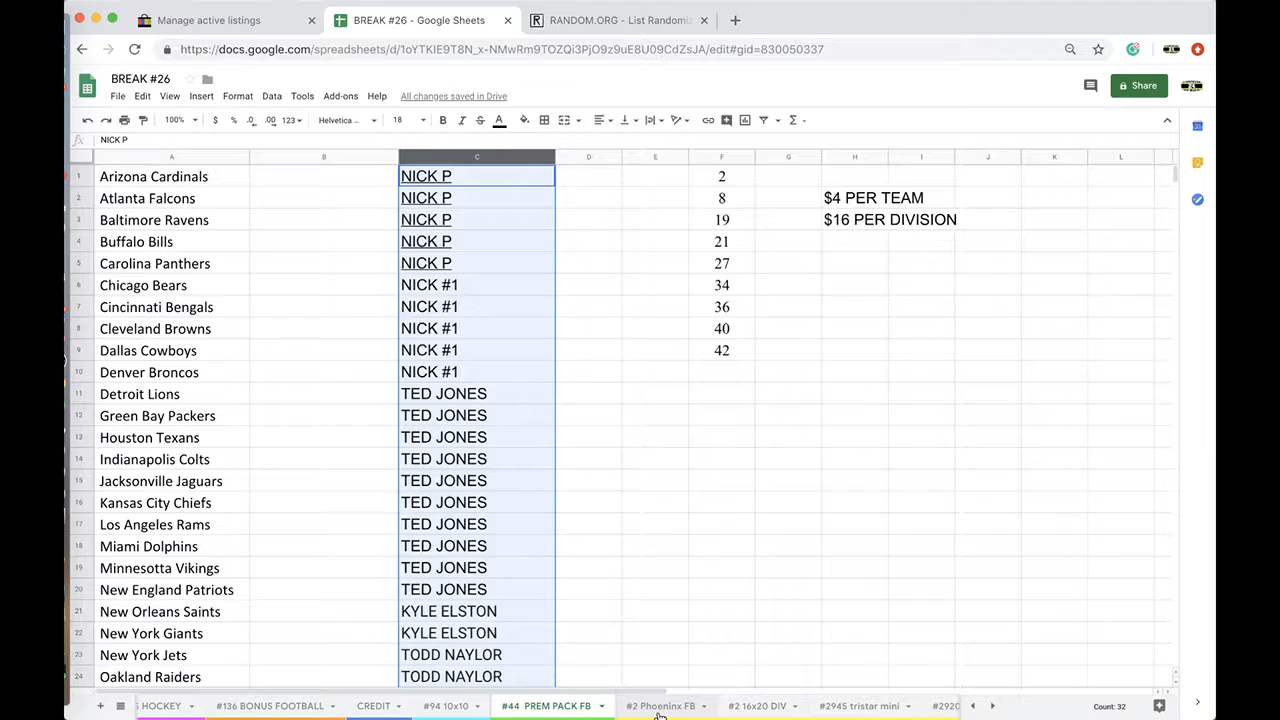 Manage active listings
BREAK #26 - Google Sheets
RANDOM.ORG - List Randomi
https://docs.google.com/spreadsheets/d/1oYTKIE9T8N_x-NMwRm9TOZQi3PjO9z9uE8U09CdZsJA/edit#gid=830050337
BREAK #26
File Edit View Insert Format Data Tools Add-ons Help All changes saved in Drive
Share
100% $ % .0 .00 123 Helvetica ... 18 B I S A
fx NICK P
A B C D E F G H I J K L
1 Arizona Cardinals NICK P 2
2 Atlanta Falcons NICK P 8 $4 PER TEAM
3 Baltimore Ravens NICK P 19 $16 PER DIVISION
4 Buffalo Bills NICK P 21
5 Carolina Panthers NICK P 27
6 Chicago Bears NICK #1 34
7 Cincinnati Bengals NICK #1 36
8 Cleveland Browns NICK #1 40
9 Dallas Cowboys NICK #1 42
10 Denver Broncos NICK #1
11 Detroit Lions TED JONES
12 Green Bay Packers TED JONES
13 Houston Texans TED JONES
14 Indianapolis Colts TED JONES
15 Jacksonville Jaguars TED JONES
16 Kansas City Chiefs TED JONES
17 Los Angeles Rams TED JONES
18 Miami Dolphins TED JONES
19 Minnesotta Vikings TED JONES
20 New England Patriots TED JONES
21 New Orleans Saints KYLE ELSTON
22 New York Giants KYLE ELSTON
23 New York Jets TODD NAYLOR
24 Oakland Raiders TODD NAYLOR
HOCKEY #136 BONUS FOOTBALL CREDIT #94 10x10 #44 PREM PACK FB #2 Phoeninx FB #2 16x20 DIV #2945 tristar mini #2920 Count: 32